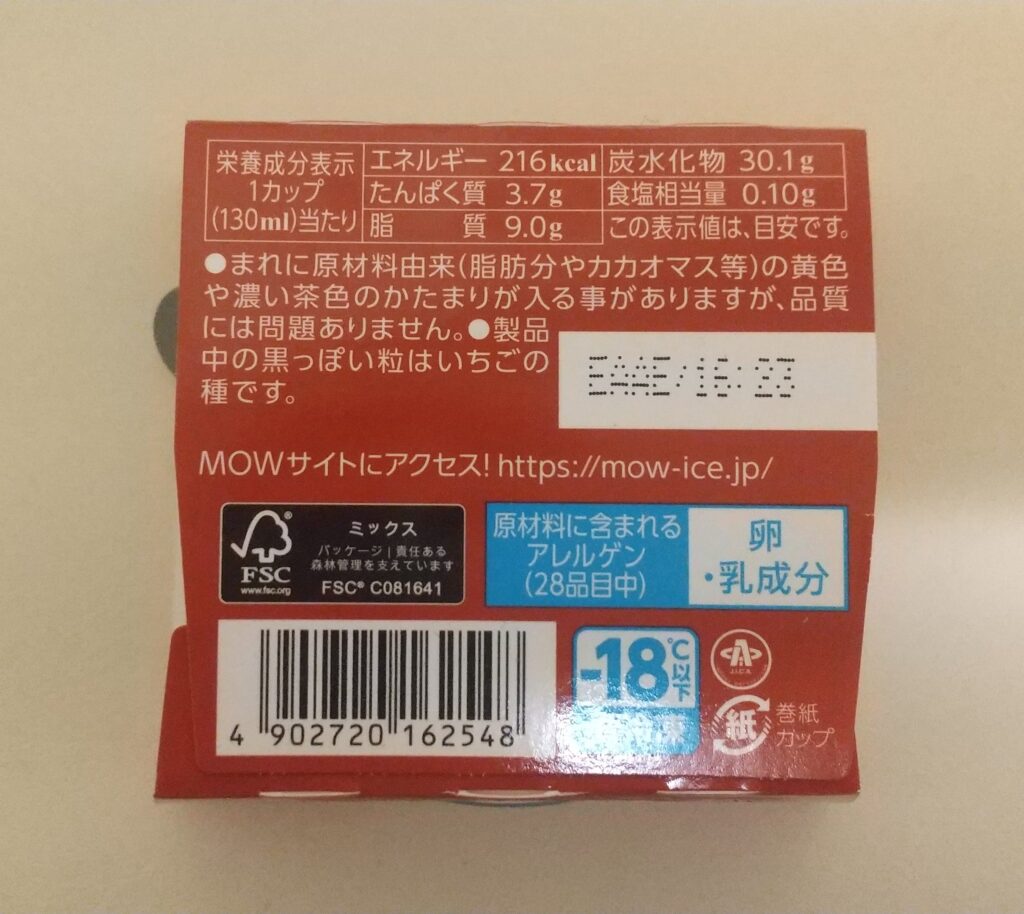 栄養成分表示
1カップ
(130ml)当たり
エネルギー 216kcal
炭水化物 30.1g
たんぱく質 3.7g
食塩相当量 0.10g
脂 質 9.0g
この表示値は、目安です。
●まれに原材料由来(脂肪分やカカオマス等)の黄色
や濃い茶色のかたまりが入る事がありますが、品質
には問題ありません。●製品
中の黒っぽい粒はいちごの
種です。
MOWサイトにアクセス! https://mow-ice.jp/
FSC
www.fsc.org
ミックス
パッケージ | 責任ある
森林管理を支えています
FSC® C081641
原材料に含まれる
アレルゲン
(28品目中)
卵
・乳成分
4 902720 162548
-18℃以下
冷凍
紙
巻紙
カップ